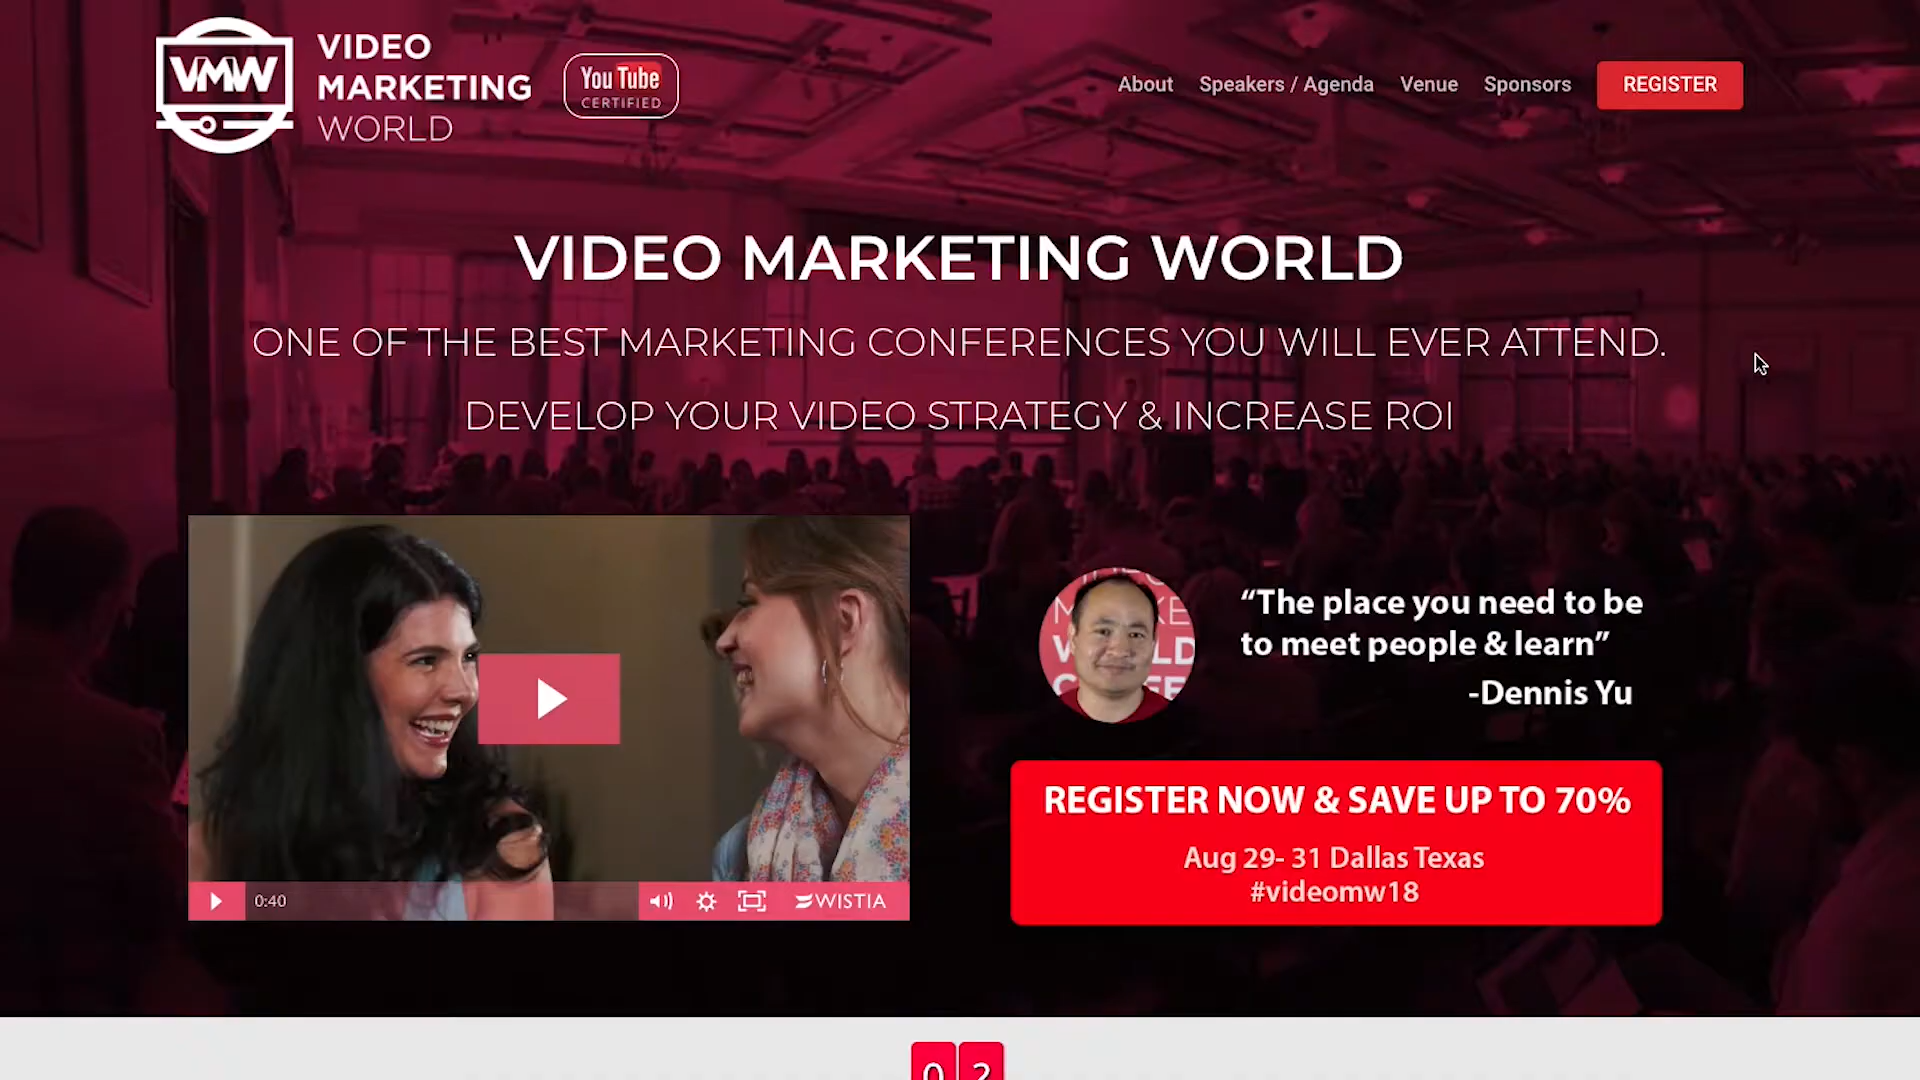 VMW
VIDEO
MARKETING
WORLD
You Tube
CERTIFIED
About
Speakers / Agenda
Venue
Sponsors
REGISTER
VIDEO MARKETING WORLD
ONE OF THE BEST MARKETING CONFERENCES YOU WILL EVER ATTEND.
DEVELOP YOUR VIDEO STRATEGY & INCREASE ROI
“The place you need to be
to meet people & learn”
-Dennis Yu
REGISTER NOW & SAVE UP TO 70%
Aug 29- 31 Dallas Texas
#videomw18
0:40
WISTIA
0 2